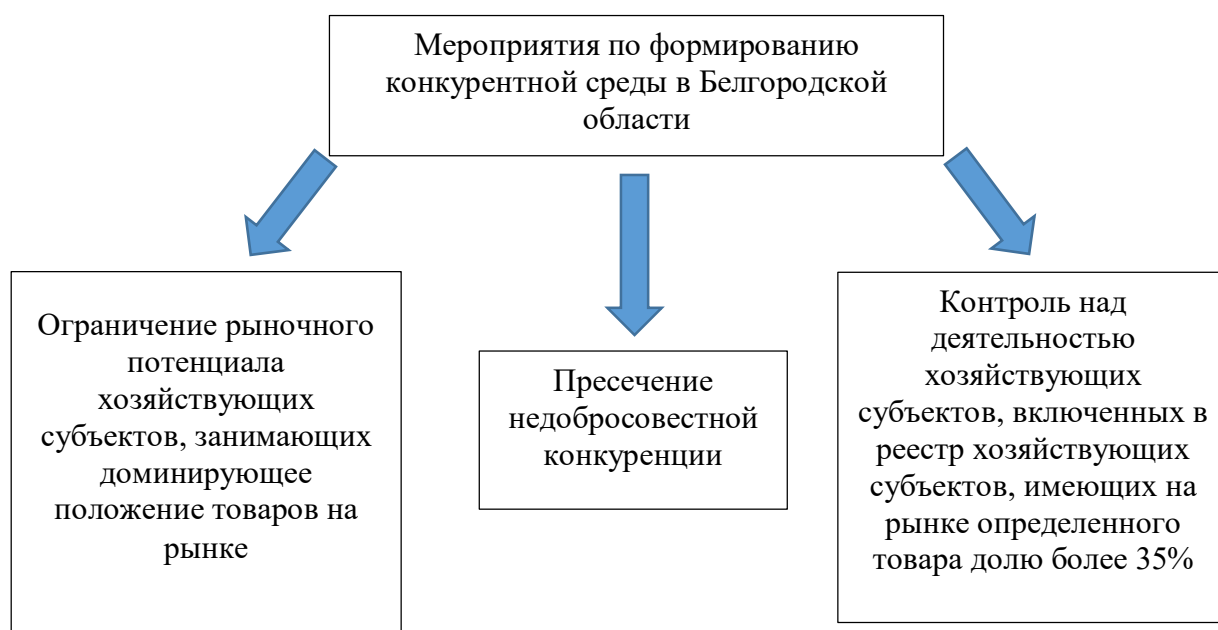 Мероприятия по формированию
конкурентной среды в Белгородской
области
Ограничение рыночного
потенциала
хозяйствующих
субъектов, занимающих
доминирующее
положение товаров на
рынке
Пресечение
недобросовестной
конкуренции
Контроль над
деятельностью
хозяйствующих
субъектов, включенных в
реестр хозяйствующих
субъектов, имеющих на
рынке определенного
товара долю более 35%